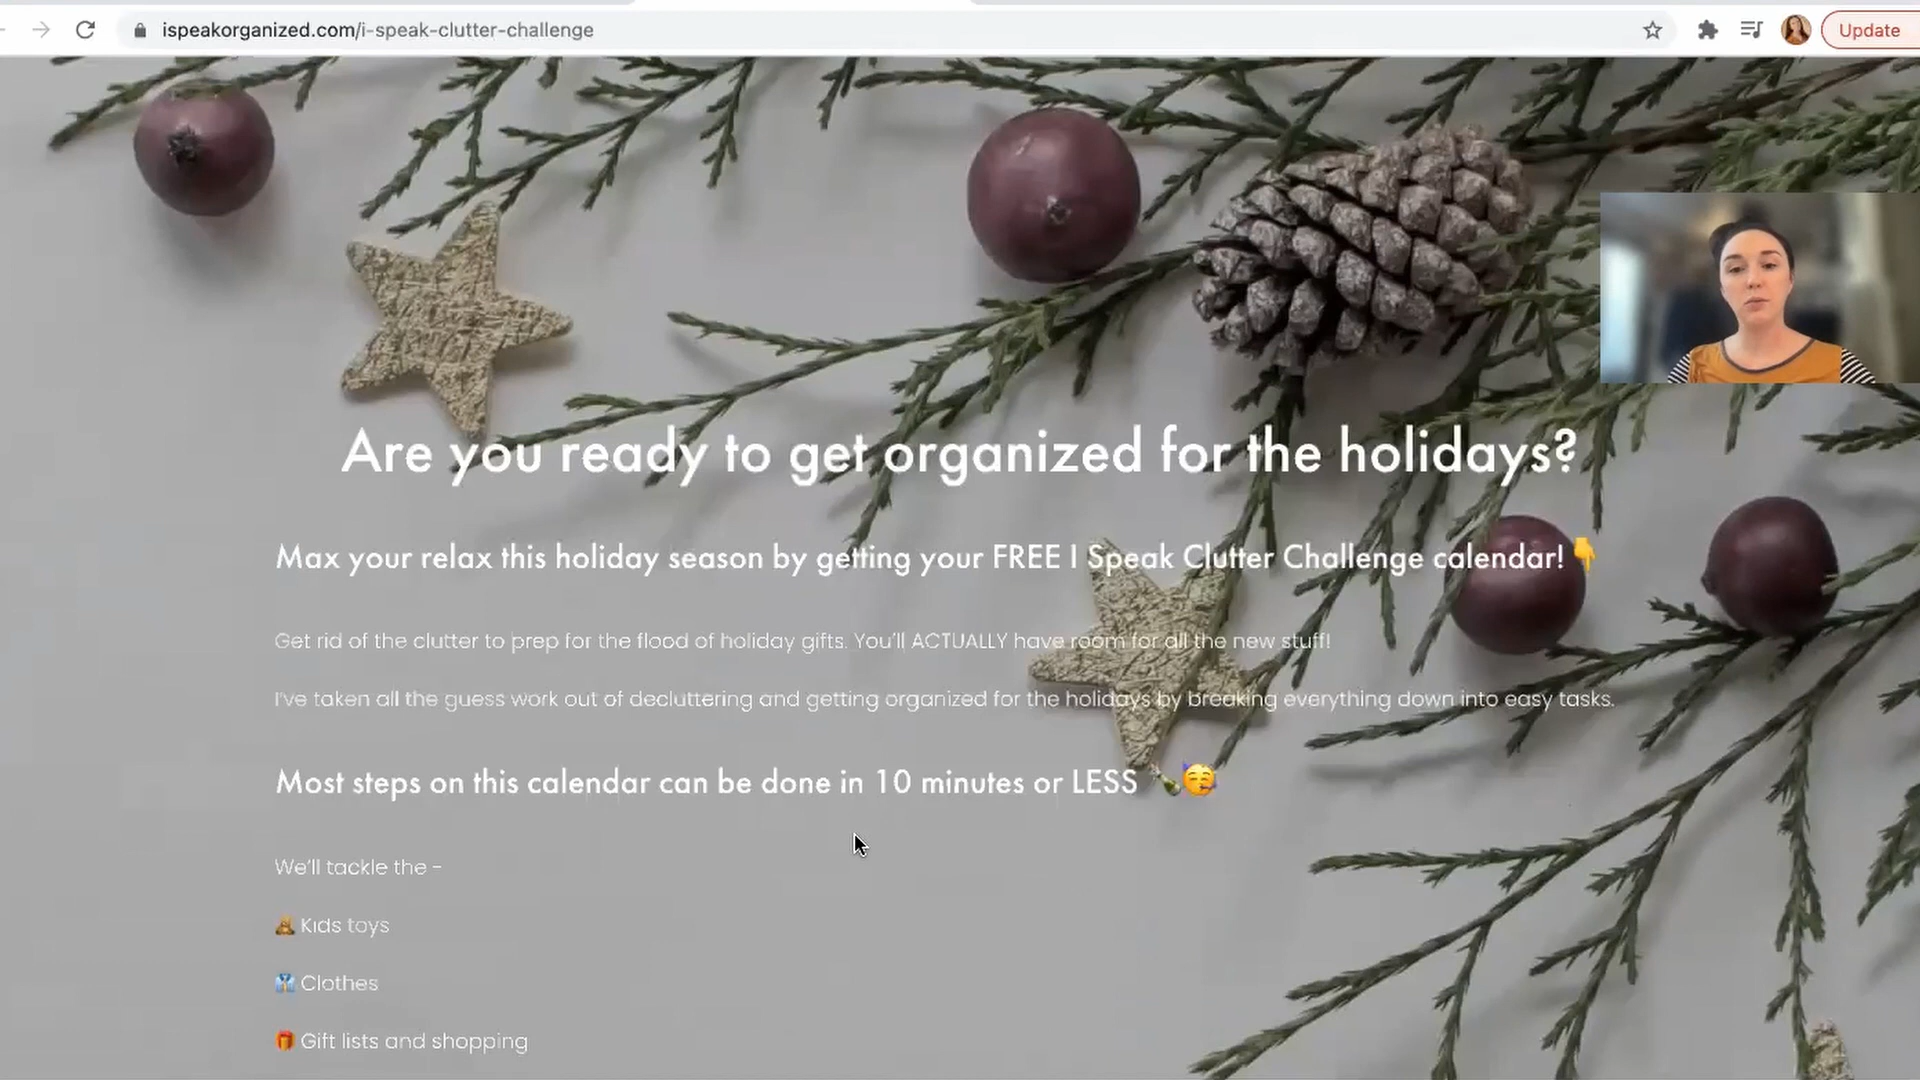 ispeakorganized.com/i-speak-clutter-challenge
Update
Are you ready to get organized for the holidays?
Max your relax this holiday season by getting your FREE I Speak Clutter Challenge calendar! 👇
Get rid of the clutter to prep for the flood of holiday gifts. You'll ACTUALLY have room for all the new stuff!
I've taken all the guess work out of decluttering and getting organized for the holidays by breaking everything down into easy tasks.
Most steps on this calendar can be done in 10 minutes or LESS 🍾🥳
We'll tackle the -
🧸 Kids toys
👔 Clothes
🎁 Gift lists and shopping